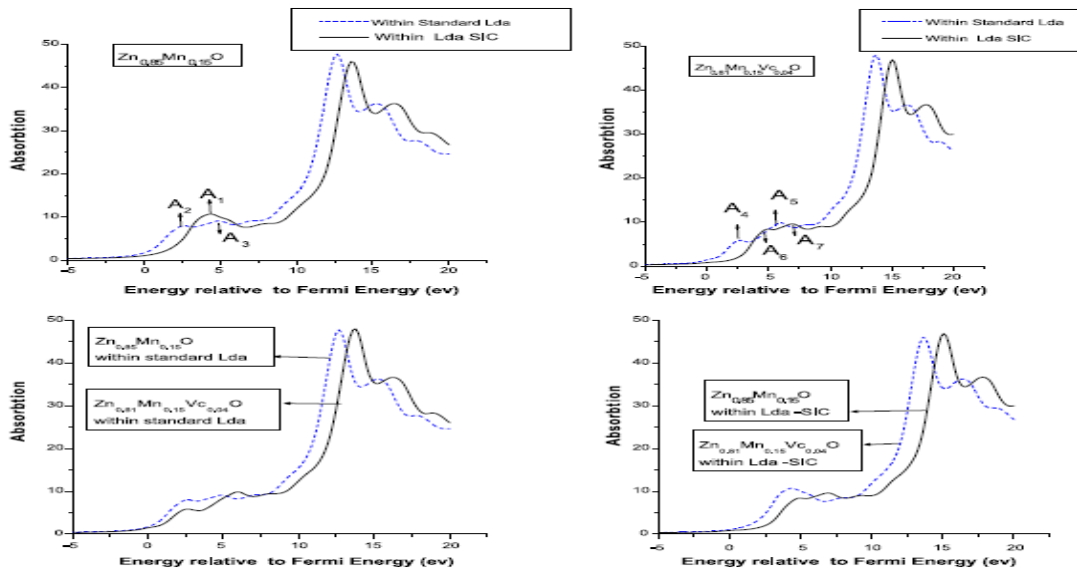 Within Standard Lda
Within Lda SIC
Zn0,85Mn0,15O
Absorbtion
50
40
30
20
10
0
A2
A1
A3
-5
0
5
10
15
20
Energy relative to Fermi Energy (ev)
Within Standard Lda
Within Lda SIC
Zn0,81Mn0,15Vc0,04O
Absorbtion
50
40
30
20
10
0
A4
A5
A6
A7
-5
0
5
10
15
20
Energy relative to Fermi Energy (ev)
Zn0,85Mn0,15O
within standard Lda
Zn0,81Mn0,15Vc0,04O
within standard Lda
Absorbtion
50
40
30
20
10
0
-5
0
5
10
15
20
Energy relative to Fermi Energy (ev)
Zn0,85Mn0,15O
within Lda -SIC
Zn0,81Mn0,15Vc0,04O
within Lda -SIC
Absorbtion
50
40
30
20
10
0
-5
0
5
10
15
20
Energy relative to Fermi Energy (ev)